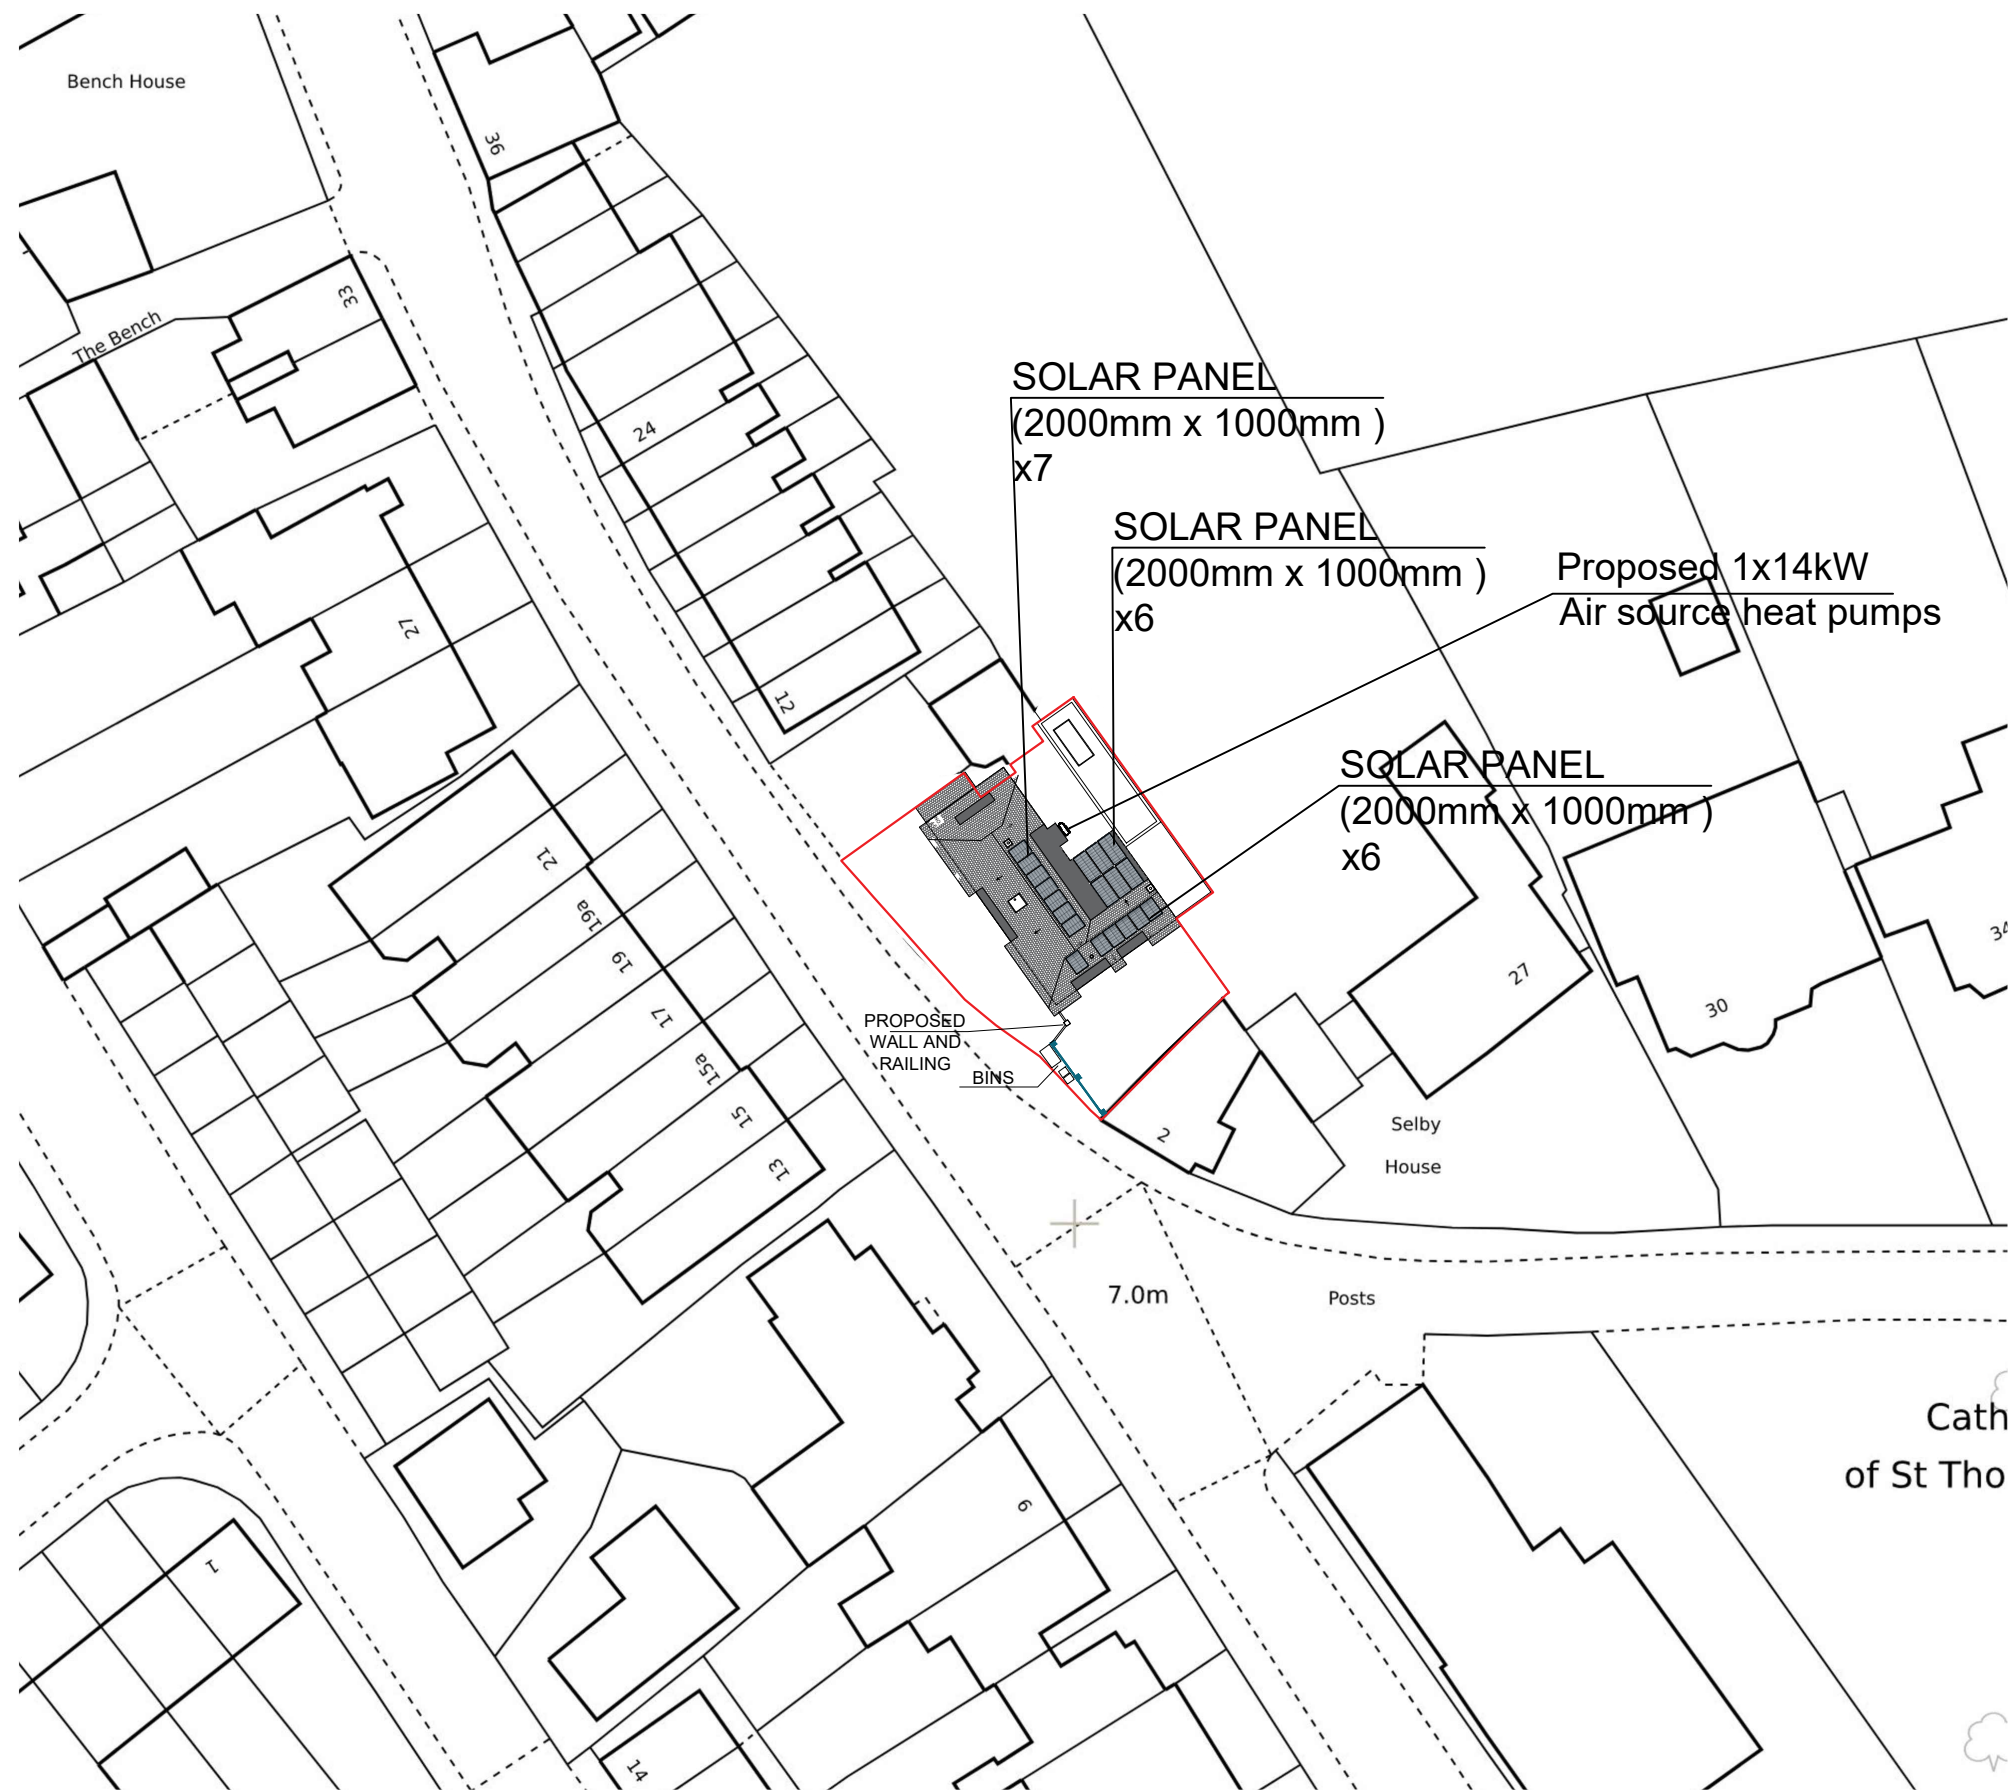 Bench House
36
33
The Bench
SOLAR PANEL
(2000mm x 1000mm )
x7
24
SOLAR PANEL
(2000mm x 1000mm )
x6
Proposed 1x14kW
Air source heat pumps
27
12
SOLAR PANEL
(2000mm x 1000mm )
x6
21
19a
19
17
15a
15
13
27
30
34
PROPOSED
WALL AND
RAILING
BINS
2
Selby
House
7.0m
Posts
Cath
of St Tho
9
1
14